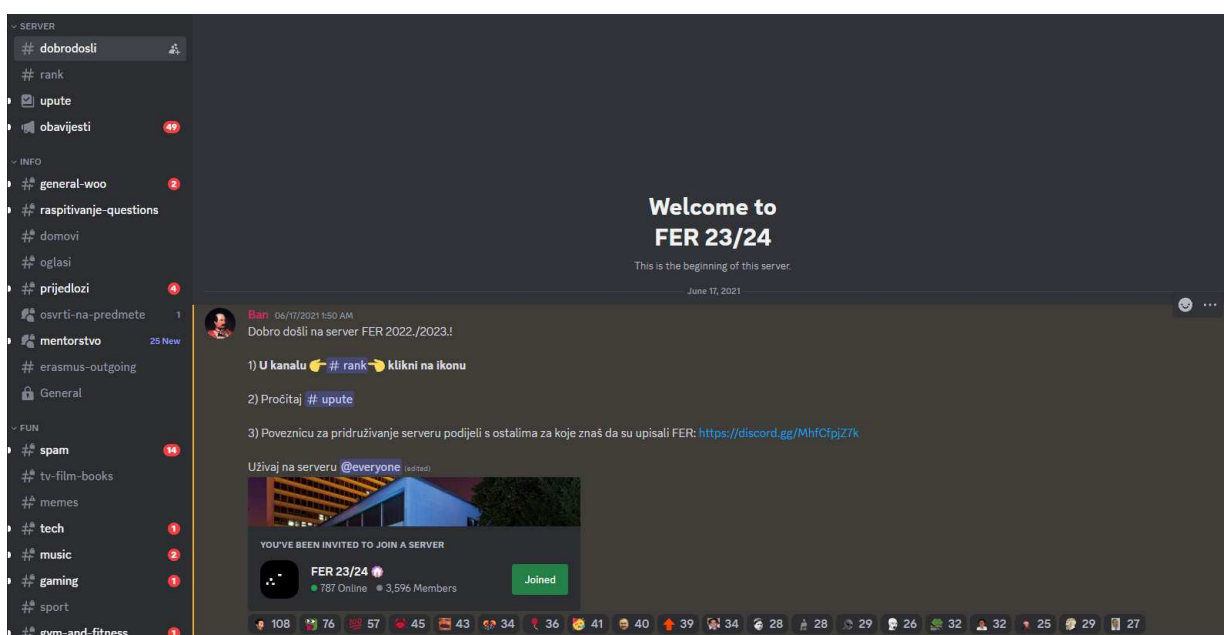 SERVER
dobrodosli
rank
upute
obavijesti 49
INFO
general-woo 2
raspitivanje-questions
domovi
oglasi
prijedlozi 4
osvrti-na-predmete 1
mentorstvo 25 New
erasmus-outgoing
General
FUN
spam 14
tv-film-books
memes
tech 1
music 2
gaming 1
sport
gym-and-fitness 1
Welcome to
FER 23/24
This is the beginning of this server.
June 17, 2021
Ban 06/17/2021 1:50 AM
Dobro došli na server FER 2022./2023.!
1) U kanalu 👉 # rank 👈 klikni na ikonu
2) Pročitaj # upute
3) Poveznicu za pridruživanje serveru podijeli s ostalima za koje znaš da su upisali FER: https://discord.gg/MhfCfpjZ7k
Uživaj na serveru @everyone (edited)
YOU'VE BEEN INVITED TO JOIN A SERVER
FER 23/24
787 Online 3,596 Members
Joined
108 76 57 45 43 34 36 41 40 39 34 28 28 29 26 32 32 25 29 27